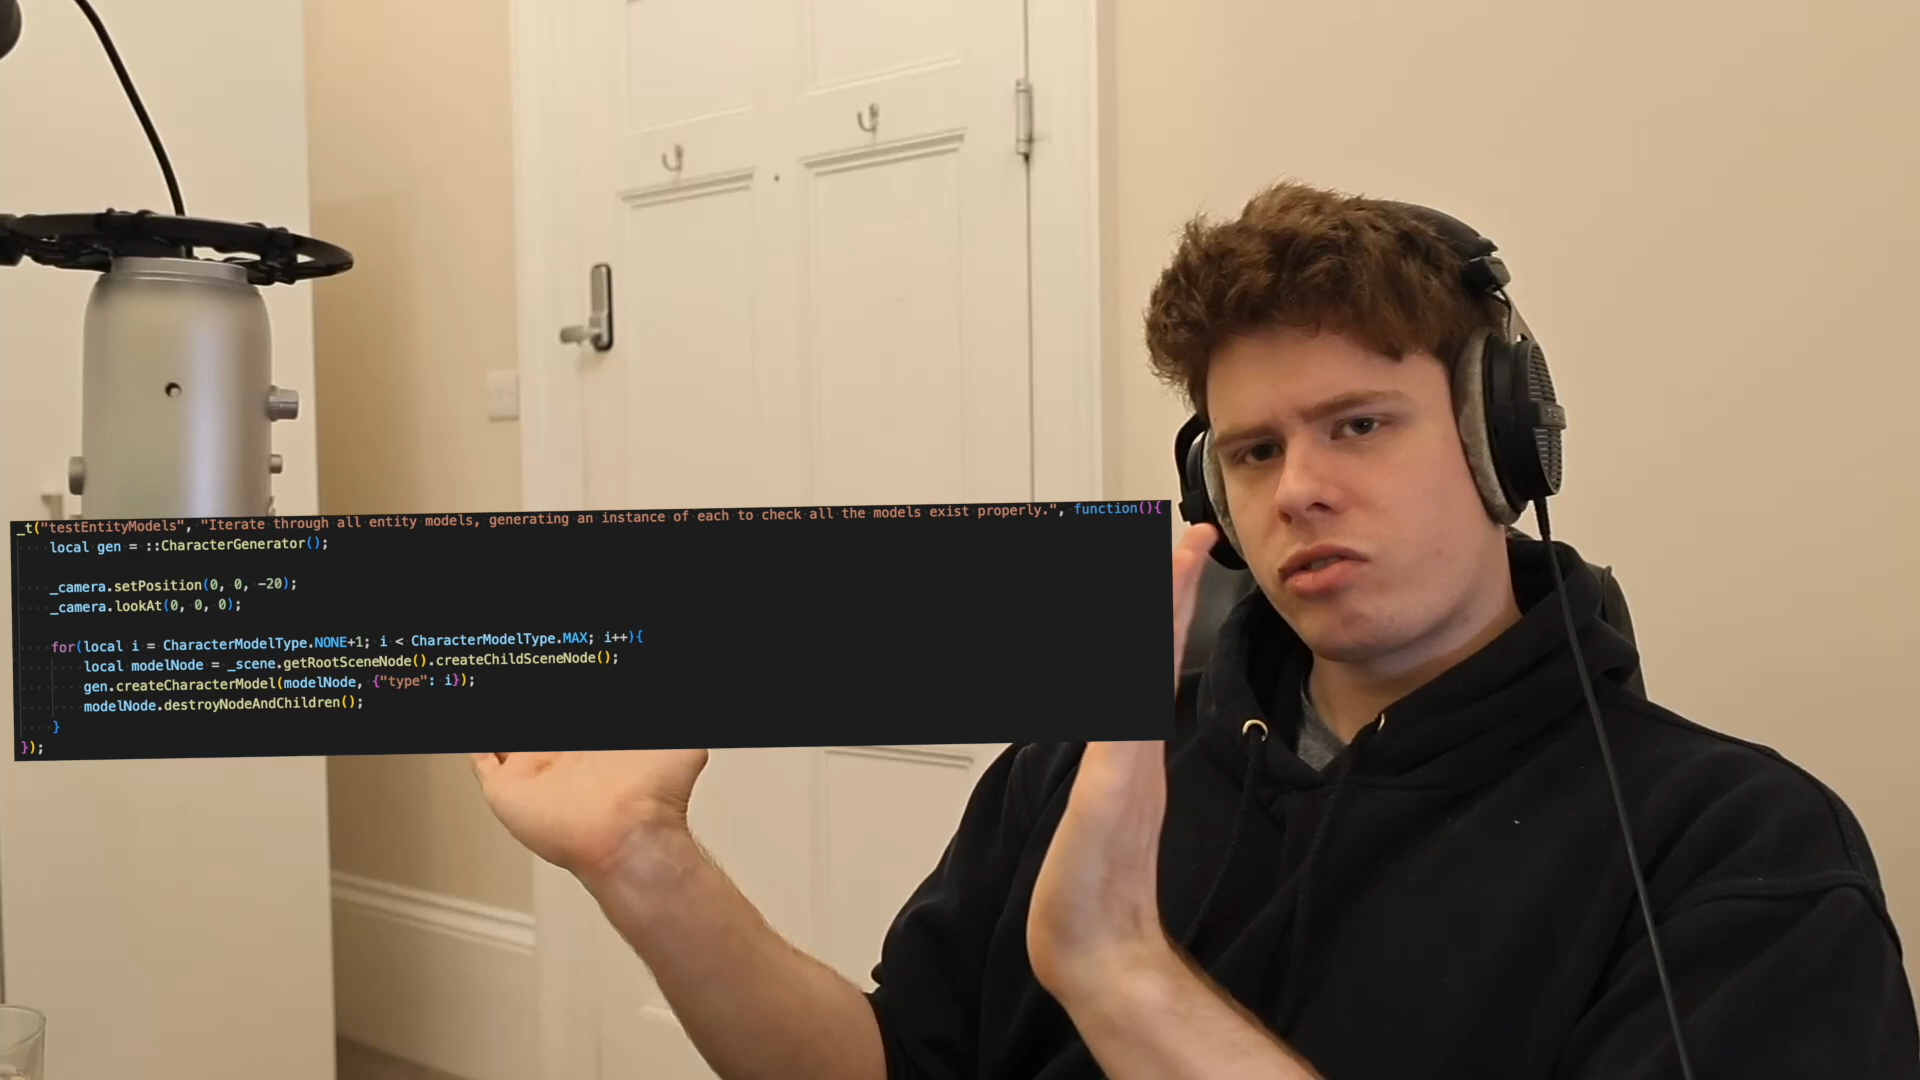 _t("testEntityModels", "Iterate through all entity models, generating an instance of each to check all the models exist properly.", function(){
local gen = ::CharacterGenerator();
_camera.setPosition(0, 0, -20);
_camera.lookAt(0, 0, 0);
for(local i = CharacterModelType.NONE+1; i < CharacterModelType.MAX; i++){
local modelNode = _scene.getRootSceneNode().createChildSceneNode();
gen.createCharacterModel(modelNode, {"type": i});
modelNode.destroyNodeAndChildren();
}
});